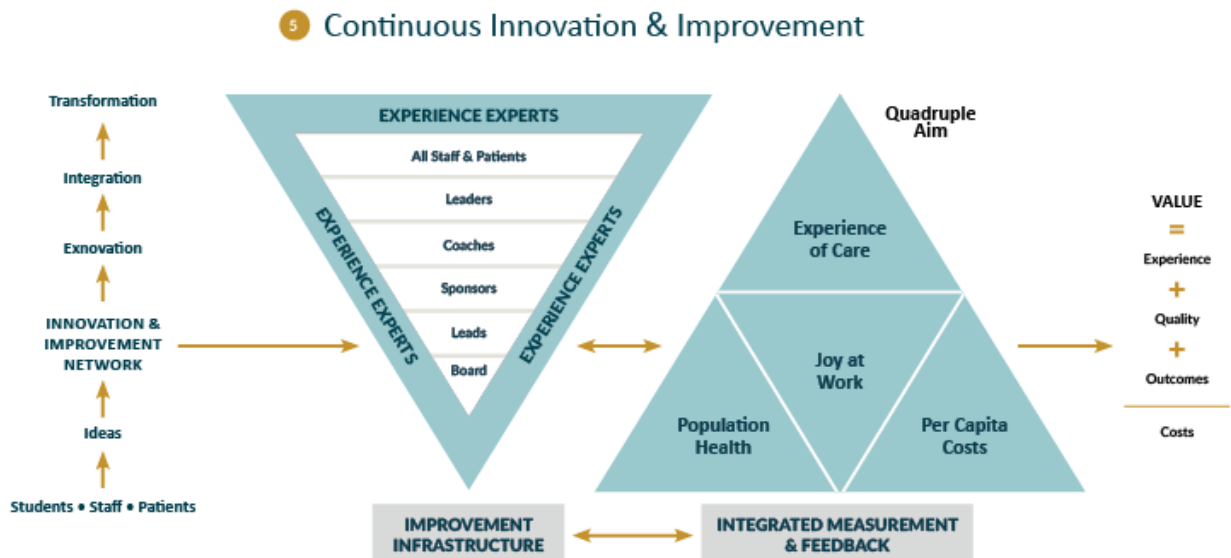 5 Continuous Innovation & Improvement
Transformation
Integration
Exnovation
INNOVATION &
IMPROVEMENT
NETWORK
Ideas
Students • Staff • Patients
EXPERIENCE EXPERTS
EXPERIENCE EXPERTS
EXPERIENCE EXPERTS
All Staff & Patients
Leaders
Coaches
Sponsors
Leads
Board
IMPROVEMENT
INFRASTRUCTURE
Quadruple
Aim
Experience
of Care
Joy at
Work
Population
Health
Per Capita
Costs
INTEGRATED MEASUREMENT
& FEEDBACK
VALUE
=
Experience
+
Quality
+
Outcomes
Costs